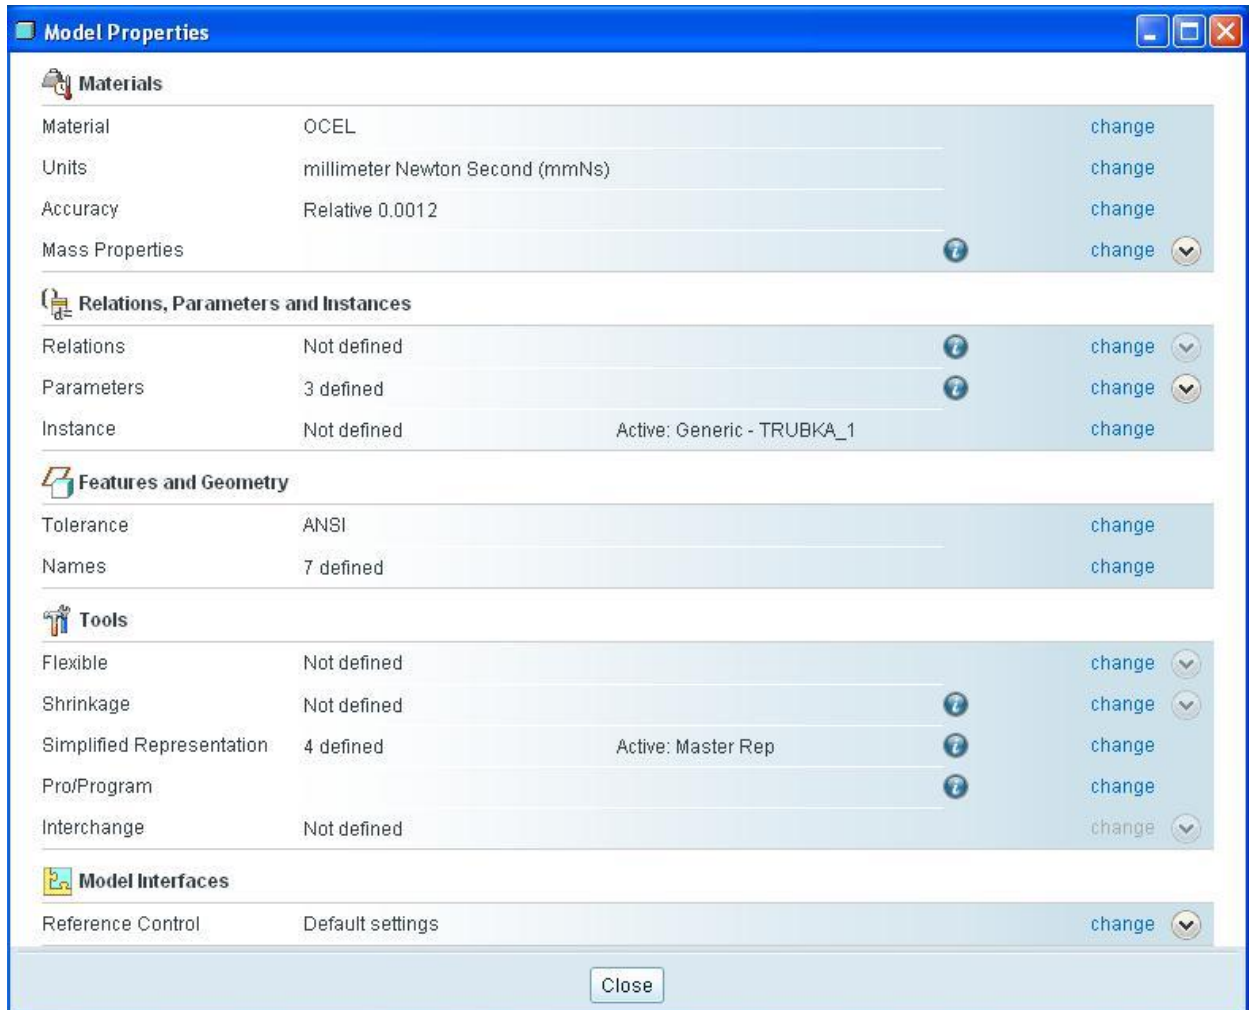 Model Properties
Materials
Material OCEL change
Units millimeter Newton Second (mmNs) change
Accuracy Relative 0.0012 change
Mass Properties change
Relations, Parameters and Instances
Relations Not defined change
Parameters 3 defined change
Instance Not defined Active: Generic - TRUBKA_1 change
Features and Geometry
Tolerance ANSI change
Names 7 defined change
Tools
Flexible Not defined change
Shrinkage Not defined change
Simplified Representation 4 defined Active: Master Rep change
Pro/Program change
Interchange Not defined change
Model Interfaces
Reference Control Default settings change
Close